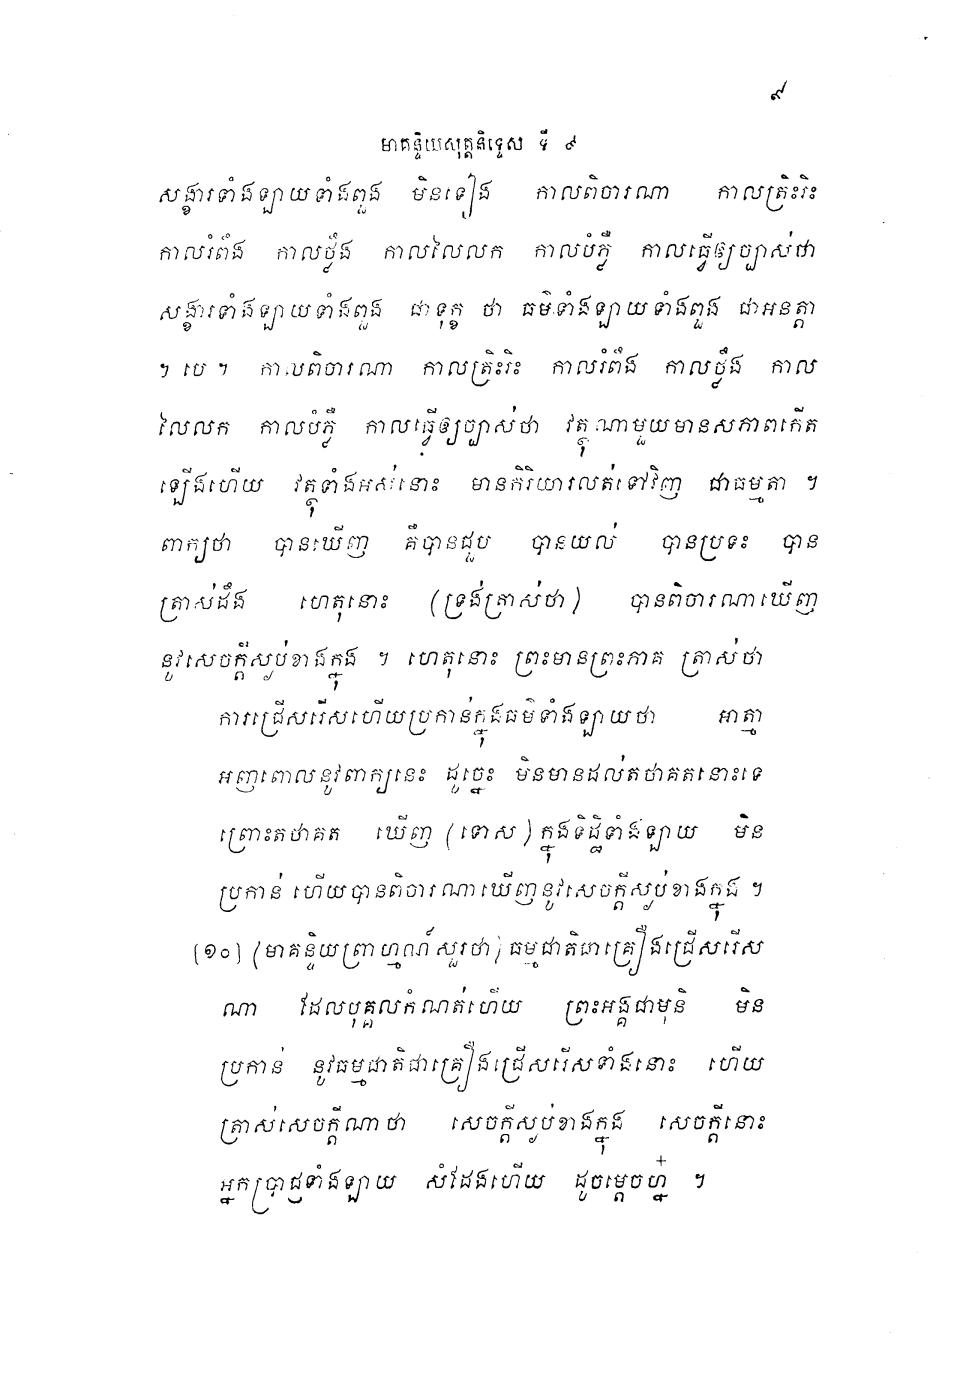 ៩
មាគន្ទិយសុត្តនិទ្ទេស ទី ៩
សង្ខារទាំងឡាយទាំងពួង មិនទៀង កាលពិចារណា កាលត្រិះរិះ
កាលរំពឹង កាលថ្លឹង កាលលៃលក កាលបំភ្លឺ កាលធ្វើឲ្យច្បាស់ថា
សង្ខារទាំងឡាយទាំងពួង ជាទុក្ខ ថា ធម៌ទាំងឡាយទាំងពួង ជាអនត្តា
។ បេ ។ កាលពិចារណា កាលត្រិះរិះ កាលរំពឹង កាលថ្លឹង កាល
លៃលក កាលបំភ្លឺ កាលធ្វើឲ្យច្បាស់ថា វត្ថុណាមួយមានសភាពកើត
ឡើងហើយ វត្ថុទាំងអស់នោះ មានកិរិយារលត់ទៅវិញ ជាធម្មតា ។
ពាក្យថា បានឃើញ គឺបានជួប បានយល់ បានប្រទះ បាន
ត្រាស់ដឹង ហេតុនោះ (ទ្រង់ត្រាស់ថា) បានពិចារណាឃើញ
នូវសេចក្តីស្ងប់ខាងក្នុង ។ ហេតុនោះ ព្រះមានព្រះភាគ ត្រាស់ថា
ការជ្រើសរើសហើយប្រកាន់ក្នុងធម៌ទាំងឡាយថា អាត្មា
អញពោលនូវពាក្យនេះ ដូច្នេះ មិនមានដល់តថាគតនោះទេ
ព្រោះតថាគត ឃើញ (ទោស) ក្នុងទិដ្ឋិទាំងឡាយ មិន
ប្រកាន់ ហើយបានពិចារណាឃើញនូវសេចក្តីស្ងប់ខាងក្នុង ។
[១០] (មាគន្ទិយព្រាហ្មណ៍សួរថា) ធម្មជាតិជាគ្រឿងជ្រើសរើស
ណា ដែលបុគ្គលកំណត់ហើយ ព្រះអង្គជាមុនិ មិន
ប្រកាន់ នូវធម្មជាតិជាគ្រឿងជ្រើសរើសទាំងនោះ ហើយ
ត្រាស់សេចក្តីណាថា សេចក្តីស្ងប់ខាងក្នុង សេចក្តីនោះ
អ្នកប្រាជ្ញទាំងឡាយ សំដែងហើយ ដូចម្តេចហ្ន៎ ។